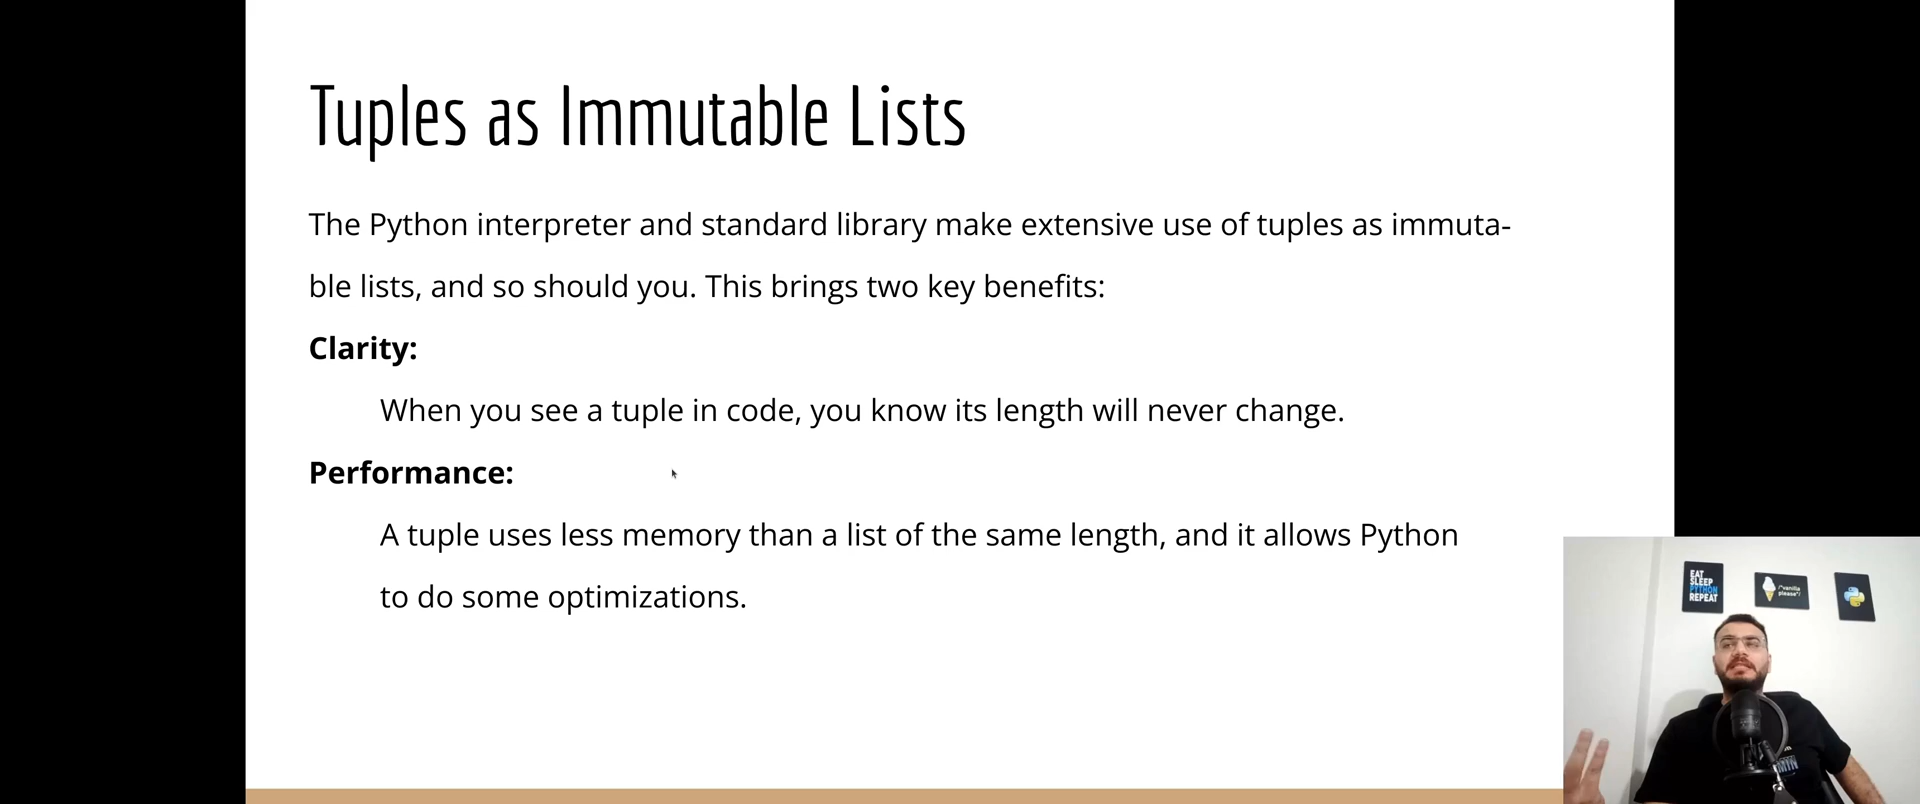 Tuples as Immutable Lists
The Python interpreter and standard library make extensive use of tuples as immuta-
ble lists, and so should you. This brings two key benefits:
Clarity:
When you see a tuple in code, you know its length will never change.
Performance:
A tuple uses less memory than a list of the same length, and it allows Python
to do some optimizations.
EAT
SLEEP
PYTHON
REPEAT
/*vanilla
please*/